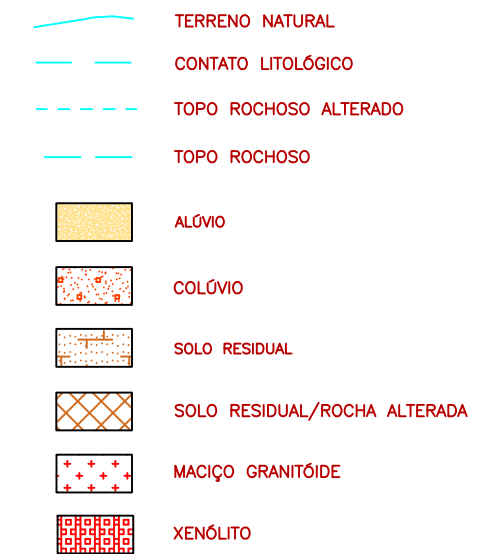 TERRENO NATURAL
CONTATO LITOLÓGICO
TOPO ROCHOSO ALTERADO
TOPO ROCHOSO
ALÚVIO
COLÚVIO
SOLO RESIDUAL
SOLO RESIDUAL/ROCHA ALTERADA
MACIÇO GRANITÓIDE
XENÓLITO